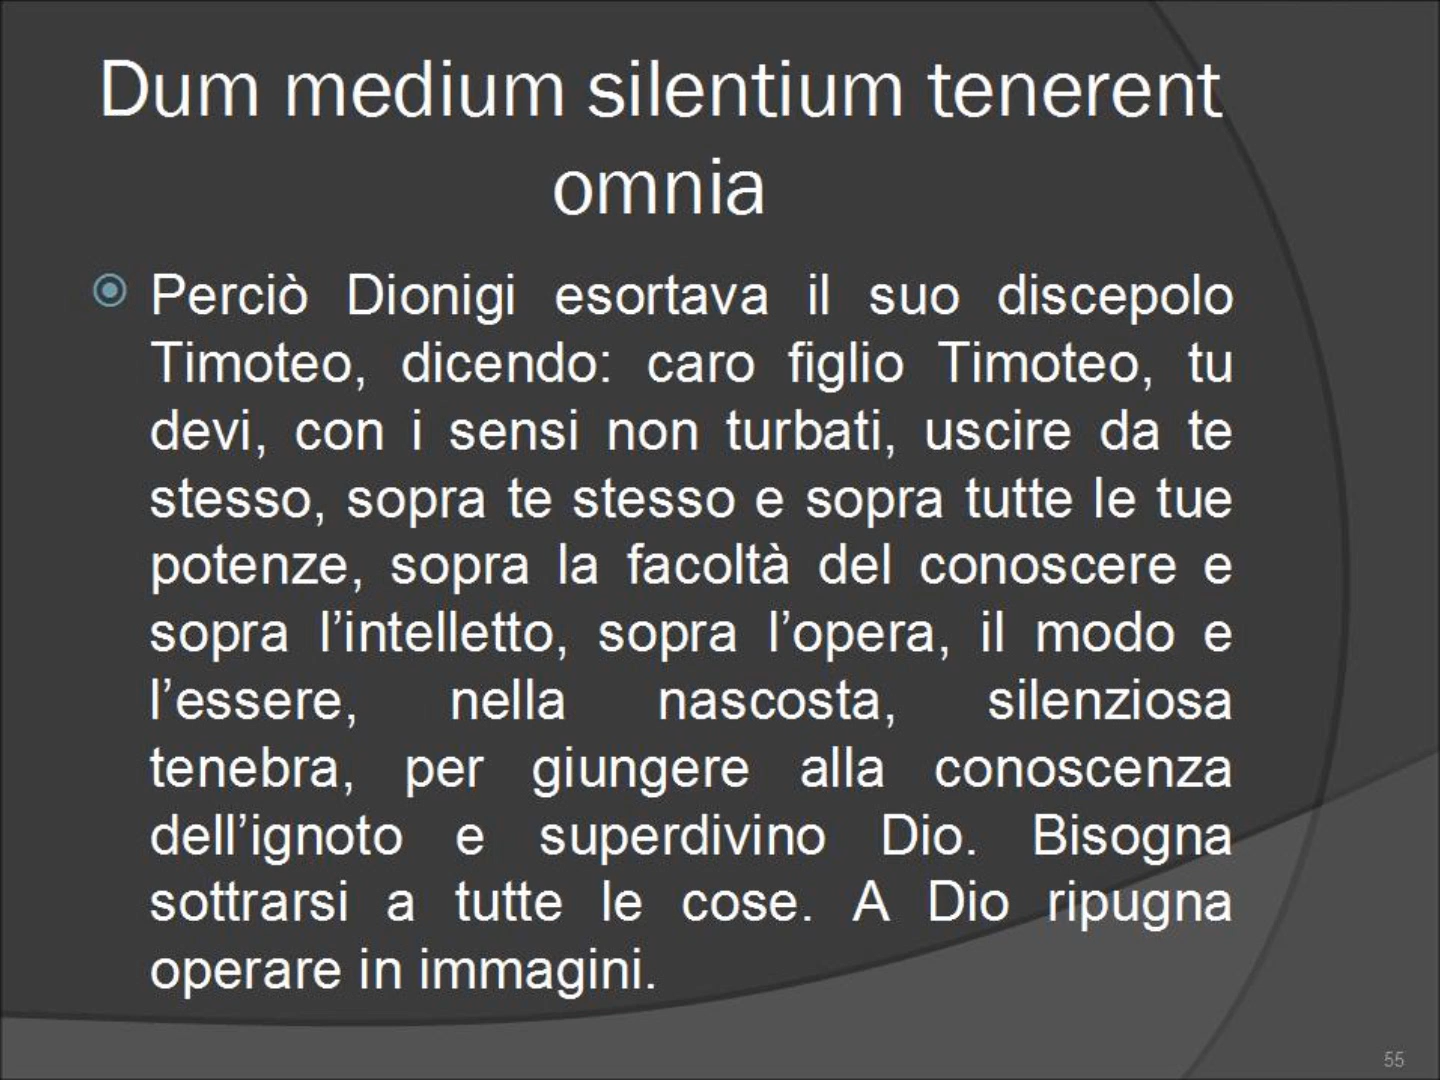 Dum medium silentium tenerent
omnia
Perciò Dionigi esortava il suo discepolo
Timoteo, dicendo: caro figlio Timoteo, tu
devi, con i sensi non turbati, uscire da te
stesso, sopra te stesso e sopra tutte le tue
potenze, sopra la facoltà del conoscere e
sopra l’intelletto, sopra l’opera, il modo e
l’essere, nella nascosta, silenziosa
tenebra, per giungere alla conoscenza
dell’ignoto e superdivino Dio. Bisogna
sottrarsi a tutte le cose. A Dio ripugna
operare in immagini.
55